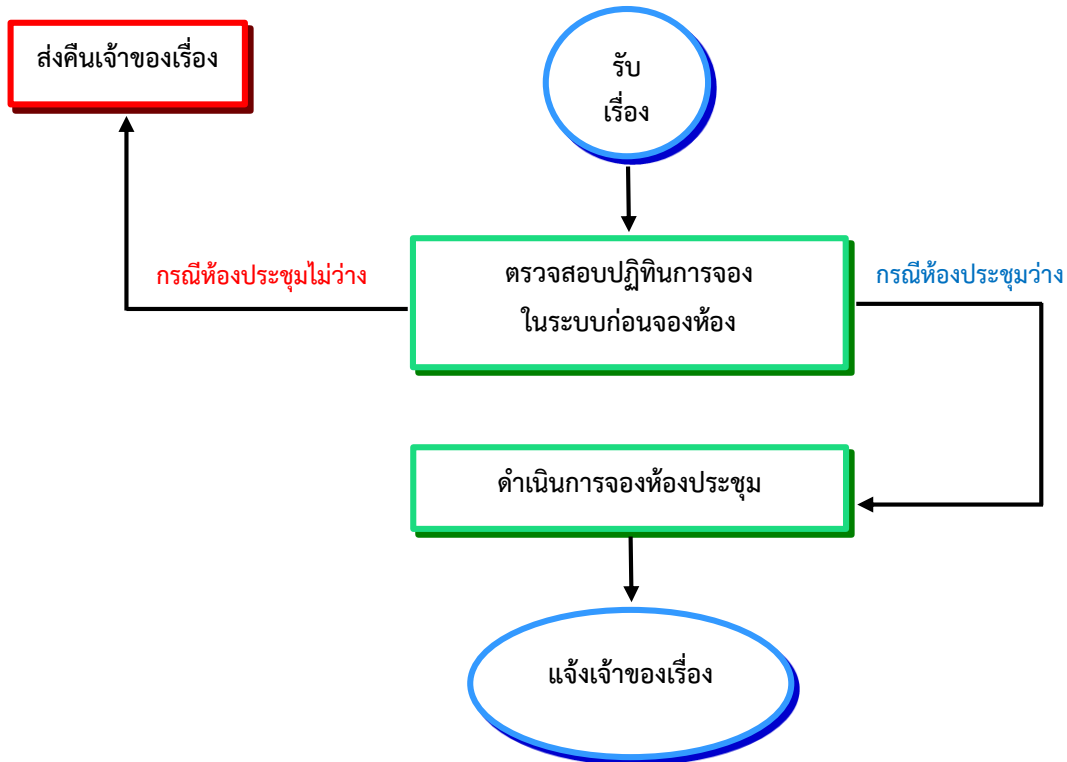 ส่งคืนเจ้าของเรื่อง
รับ
เรื่อง
กรณีห้องประชุมไม่ว่าง
ตรวจสอบปฏิทินการจอง
ในระบบก่อนจองห้อง
กรณีห้องประชุมว่าง
ดำเนินการจองห้องประชุม
แจ้งเจ้าของเรื่อง